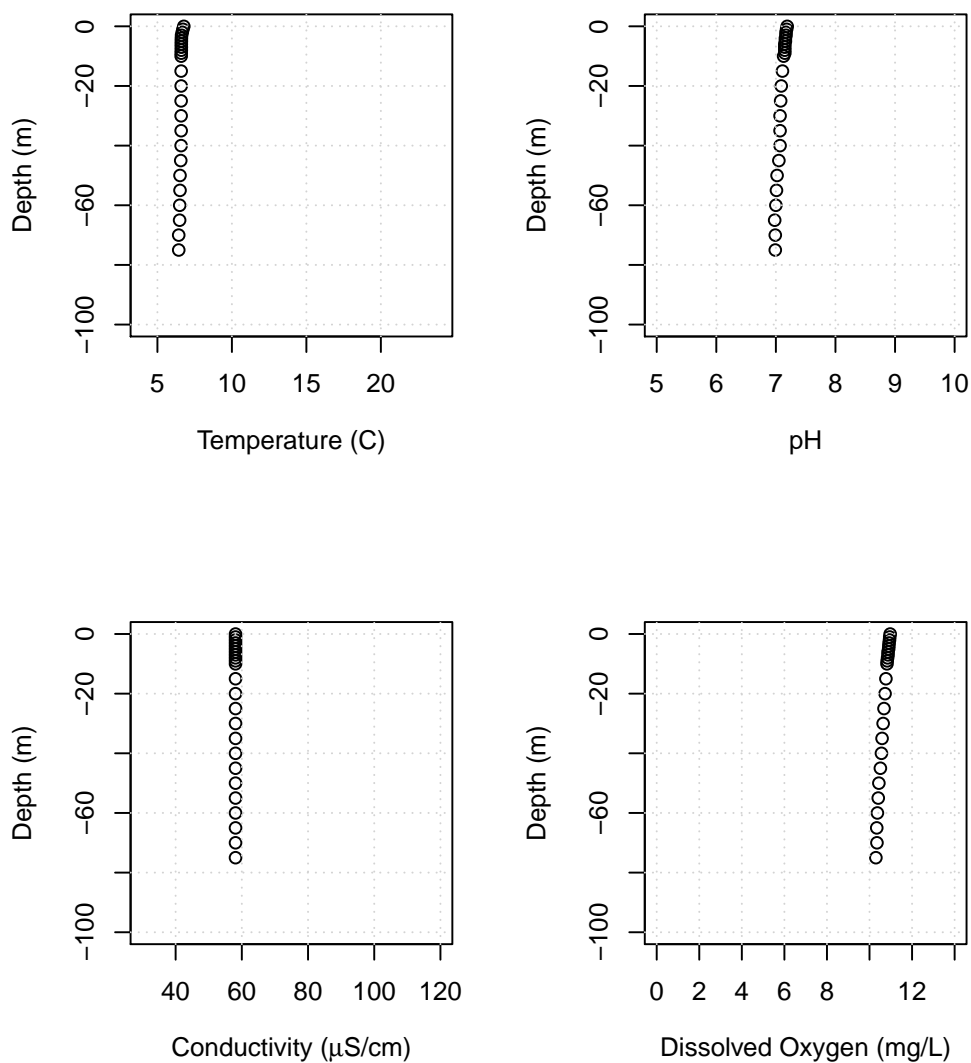 0
−20
−60
−100
Depth (m)
5 10 15 20
Temperature (C)
0
−20
−60
−100
Depth (m)
5 6 7 8 9 10
pH
0
−20
−60
−100
Depth (m)
40 60 80 100 120
Conductivity (μS/cm)
0
−20
−60
−100
Depth (m)
0 2 4 6 8 12
Dissolved Oxygen (mg/L)